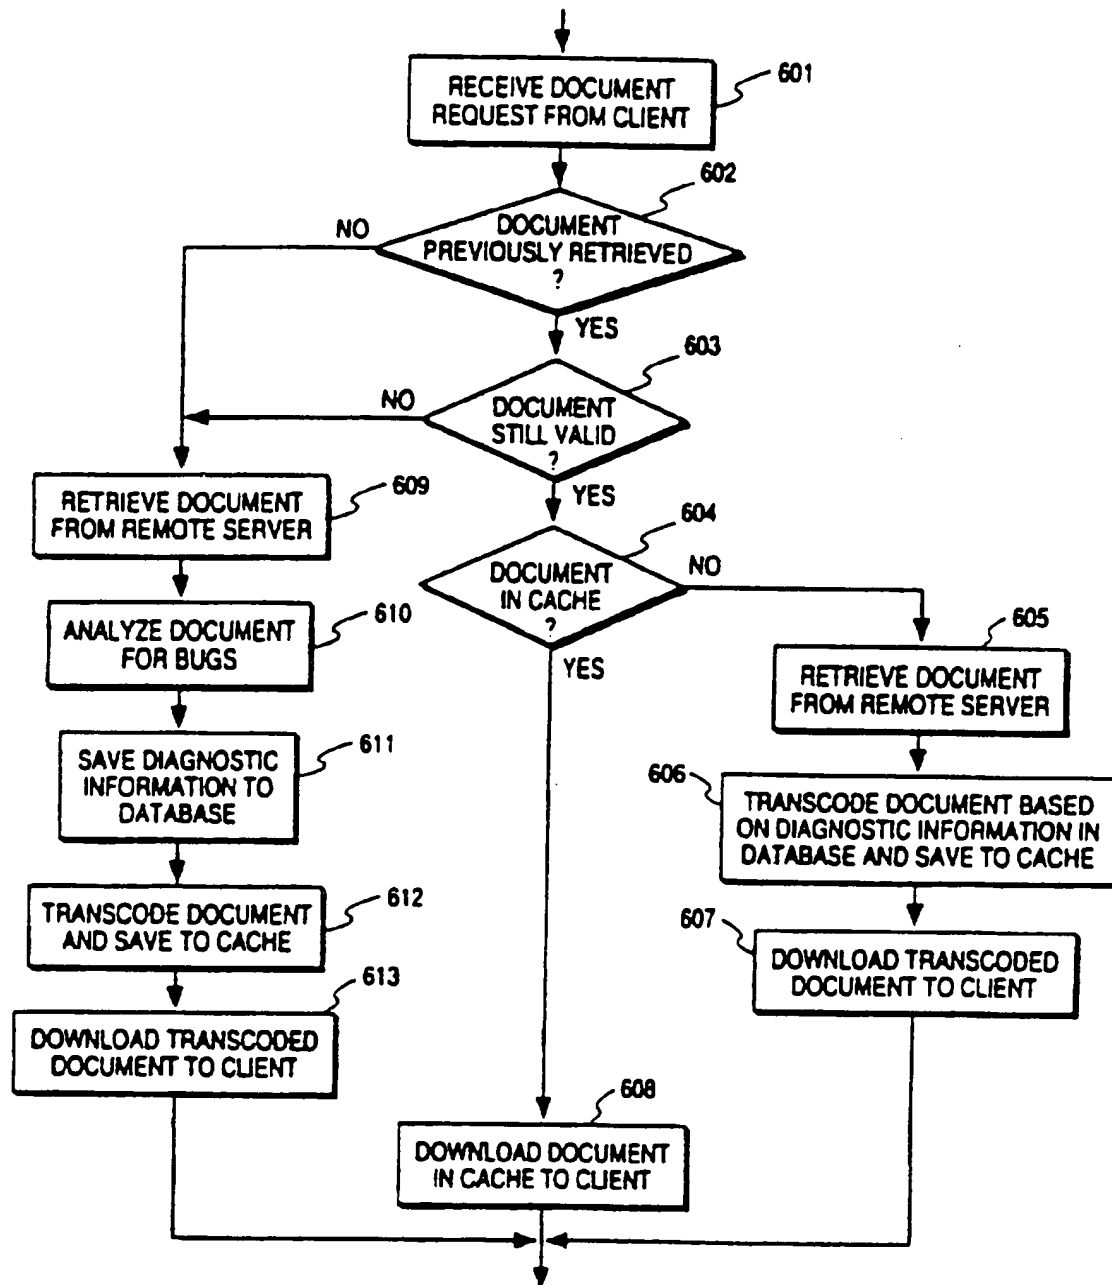 RECEIVE DOCUMENT
REQUEST FROM CLIENT
601
602
DOCUMENT
PREVIOUSLY RETRIEVED
?
NO
YES
603
DOCUMENT
STILL VALID
?
NO
YES
609
RETRIEVE DOCUMENT
FROM REMOTE SERVER
604
DOCUMENT
IN CACHE
?
NO
YES
610
ANALYZE DOCUMENT
FOR BUGS
605
RETRIEVE DOCUMENT
FROM REMOTE SERVER
611
SAVE DIAGNOSTIC
INFORMATION TO
DATABASE
606
TRANSCODE DOCUMENT BASED
ON DIAGNOSTIC INFORMATION IN
DATABASE AND SAVE TO CACHE
612
TRANSCODE DOCUMENT
AND SAVE TO CACHE
607
DOWNLOAD TRANSCODED
DOCUMENT TO CLIENT
613
DOWNLOAD TRANSCODED
DOCUMENT TO CLIENT
608
DOWNLOAD DOCUMENT
IN CACHE TO CLIENT